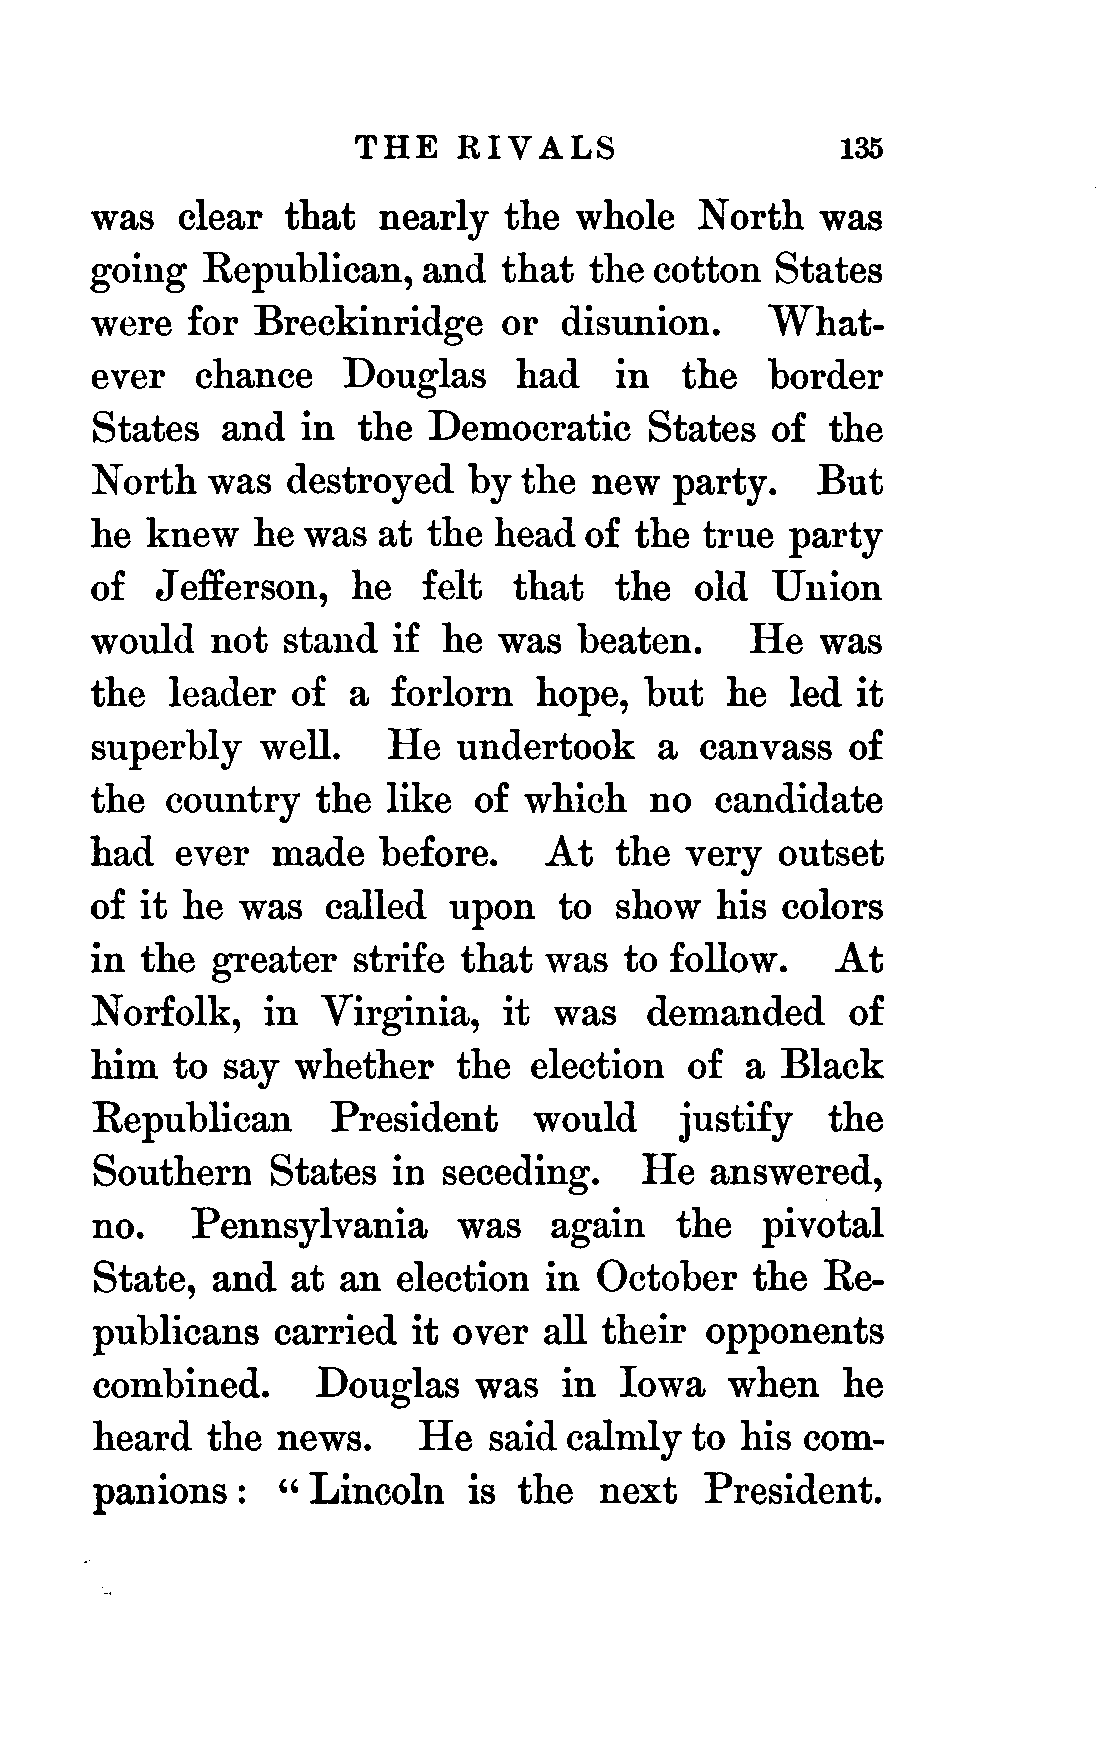 THE RIVALS 135
was clear that nearly the whole North was
going Republican, and that the cotton States
were for Breckinridge or disunion. What-
ever chance Douglas had in the border
States and in the Democratic States of the
North was destroyed by the new party. But
he knew he was at the head of the true party
of Jefferson, he felt that the old Union
would not stand if he was beaten. He was
the leader of a forlorn hope, but he led it
superbly well. He undertook a canvass of
the country the like of which no candidate
had ever made before. At the very outset
of it he was called upon to show his colors
in the greater strife that was to follow. At
Norfolk, in Virginia, it was demanded of
him to say whether the election of a Black
Republican President would justify the
Southern States in seceding. He answered,
no. Pennsylvania was again the pivotal
State, and at an election in October the Re-
publicans carried it over all their opponents
combined. Douglas was in Iowa when he
heard the news. He said calmly to his com-
panions: “Lincoln is the next President.